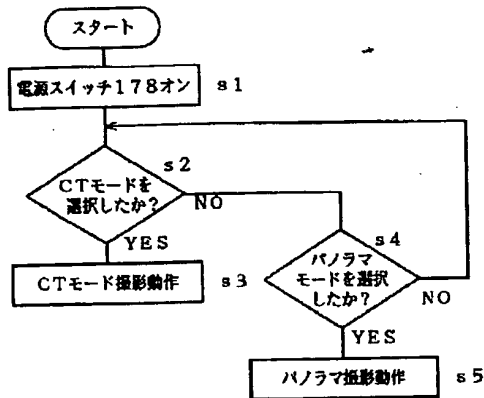 スタート
電源スイッチ178オン
s1
s2
CTモードを
選択したか?
NO
YES
CTモード撮影動作
s3
s4
パノラマ
モードを選択
したか?
NO
YES
パノラマ撮影動作
s5